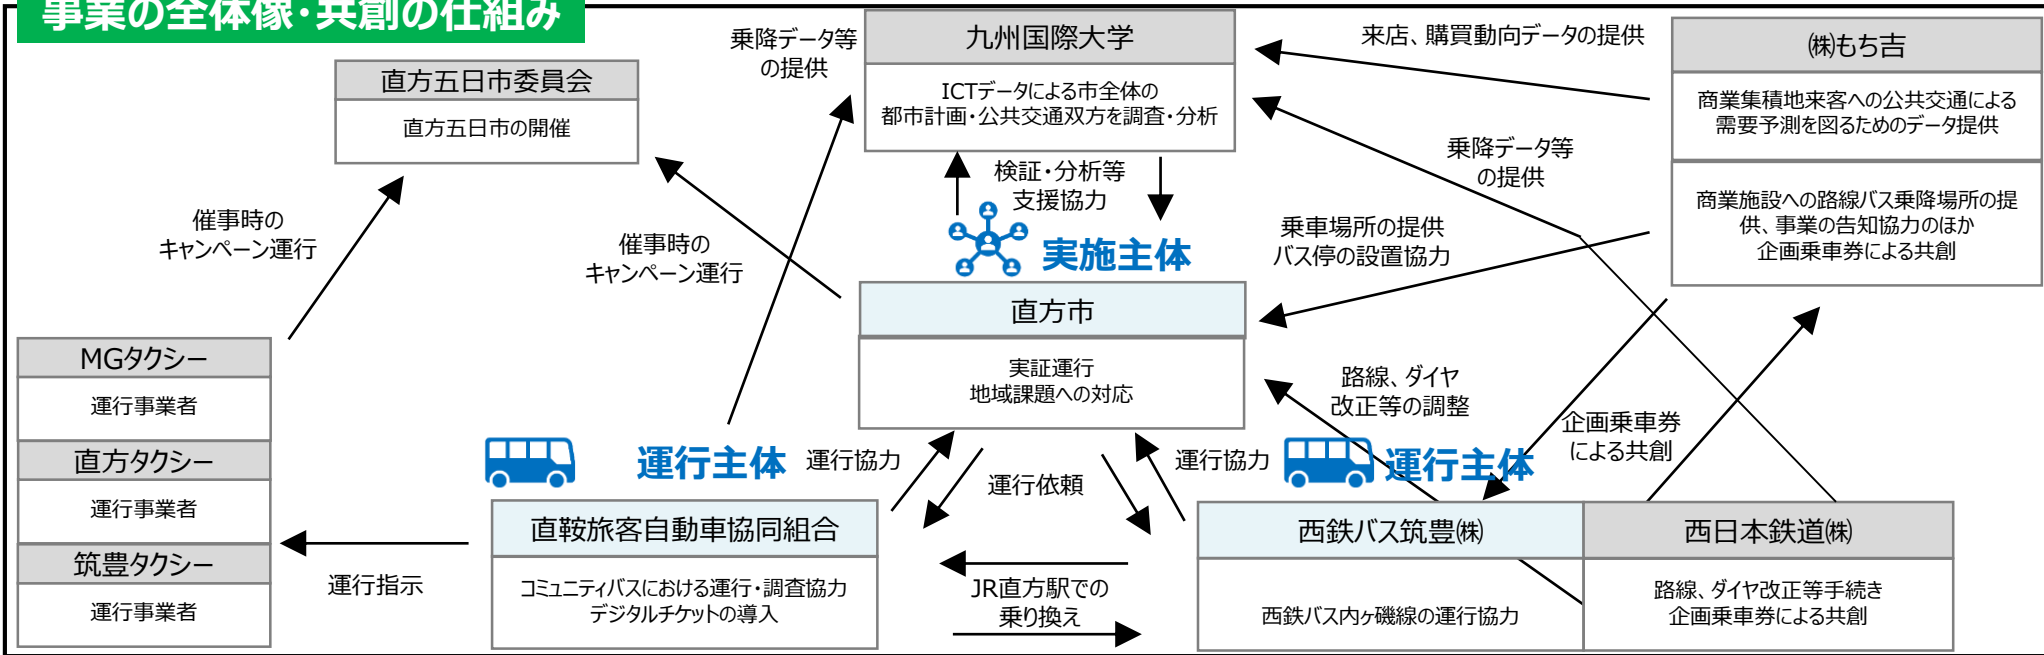 事業の全体像・共創の仕組み
直方五日市委員会
直方五日市の開催
乗降データ等
の提供
九州国際大学
ICTデータによる市全体の
都市計画・公共交通双方を調査・分析
来店、購買動向データの提供
㈱もち吉
商業集積地来客への公共交通による
需要予測を図るためのデータ提供
商業施設への路線バス乗降場所の提
供、事業の告知協力のほか
企画乗車券による共創
乗降データ等
の提供
検証・分析等
支援協力
催事時の
キャンペーン運行
催事時の
キャンペーン運行
実施主体
乗車場所の提供
バス停の設置協力
直方市
実証運行
地域課題への対応
路線、ダイヤ
改正等の調整
企画乗車券
による共創
MGタクシー
運行事業者
直方タクシー
運行事業者
筑豊タクシー
運行事業者
運行主体
運行協力
運行依頼
運行協力
運行主体
運行指示
直鞍旅客自動車協同組合
コミュニティバスにおける運行・調査協力
デジタルチケットの導入
JR直方駅での
乗り換え
西鉄バス筑豊㈱
西鉄バス内ヶ磯線の運行協力
西日本鉄道㈱
路線、ダイヤ改正等手続き
企画乗車券による共創